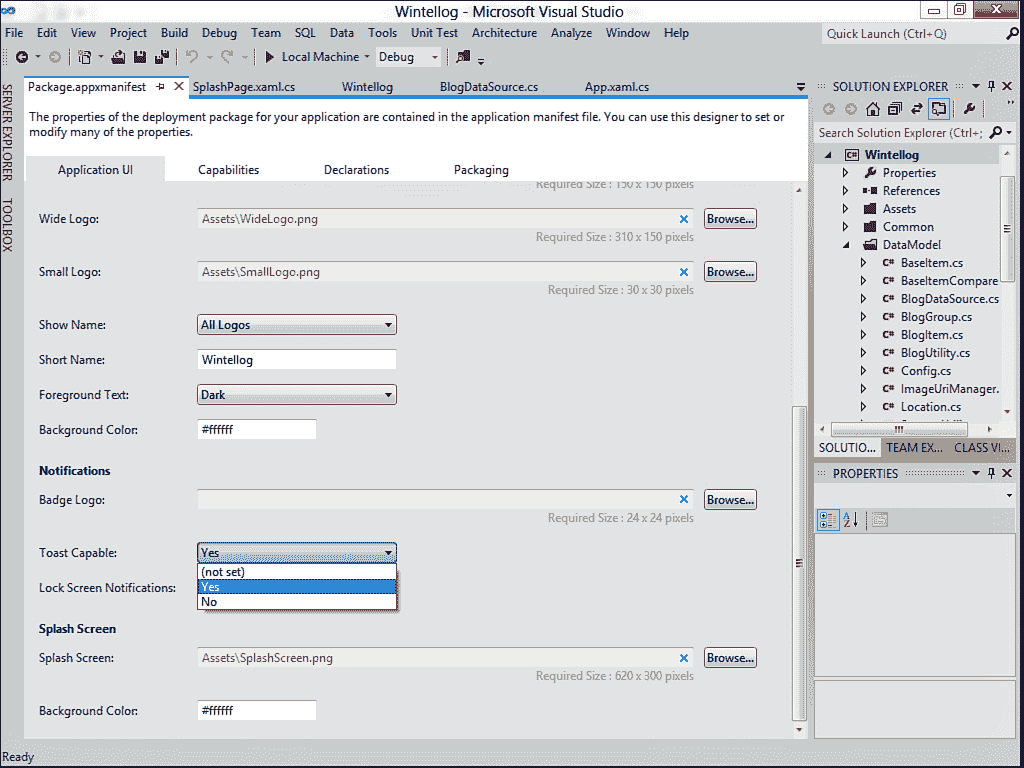 Wintellog - Microsoft Visual Studio
File Edit View Project Build Debug Team SQL Data Tools Unit Test Architecture Analyze Window Help
Quick Launch (Ctrl+Q)
Local Machine Debug
SERVER EXPLORER
TOOLBOX
Package.appxmanifest SplashPage.xaml.cs Wintellog BlogDataSource.cs App.xaml.cs
The properties of the deployment package for your application are contained in the application manifest file. You can use this designer to set or
modify many of the properties.
Application UI Capabilities Declarations Packaging
Required Size : 150 x 150 pixels
Wide Logo: Assets\WideLogo.png Browse...
Required Size : 310 x 150 pixels
Small Logo: Assets\SmallLogo.png Browse...
Required Size : 30 x 30 pixels
Show Name: All Logos
Short Name: Wintellog
Foreground Text: Dark
Background Color: #ffffff
Notifications
Badge Logo: Browse...
Required Size : 24 x 24 pixels
Toast Capable: Yes
(not set)
Lock Screen Notifications: Yes
No
Splash Screen
Splash Screen: Assets\SplashScreen.png Browse...
Required Size : 620 x 300 pixels
Background Color: #ffffff
SOLUTION EXPLORER
Search Solution Explorer (Ctrl+;
C# Wintellog
Properties
References
Assets
Common
DataModel
C# BaseItem.cs
C# BaseItemCompare
C# BlogDataSource.cs
C# BlogGroup.cs
C# BlogItem.cs
C# BlogUtility.cs
C# Config.cs
C# ImageUriManager.
C# Location.cs
SOLUTIO... TEAM EX... CLASS VI...
PROPERTIES
Ready